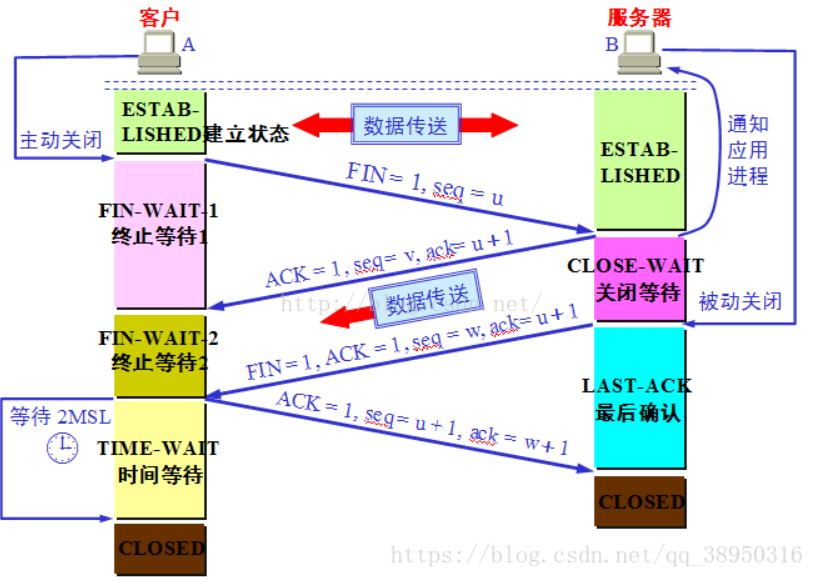 客户
服务器
A
B
ESTAB-
LISHED建立状态
数据传送
ESTAB-
LISHED
通知
应用
进程
主动关闭
FIN = 1, seq = u
FIN-WAIT-1
终止等待1
ACK = 1, seq = v, ack= u+1
CLOSE-WAIT
关闭等待
数据传送
被动关闭
FIN-WAIT-2
终止等待2
FIN = 1, ACK = 1, seq = w, ack= u+1
LAST-ACK
最后确认
等待 2MSL
ACK = 1, seq = u+1, ack = w+1
TIME-WAIT
时间等待
CLOSED
CLOSED
https://blog.csdn.net/qq_38950316